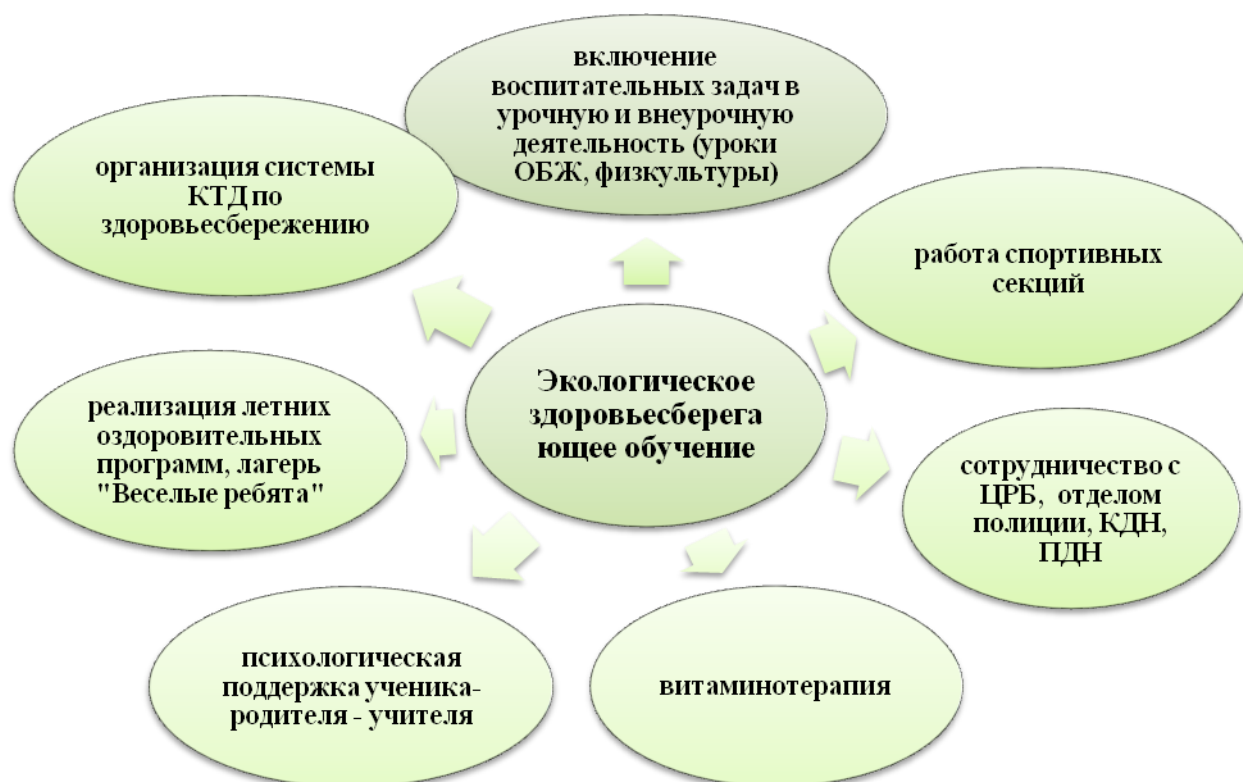 включение
воспитательных задач в
урочную и внеурочную
деятельность (уроки
ОБЖ, физкультуры)
организация системы
КТД по
здоровьесбережению
работа спортивных
секций
Экологическое
здоровьесберега
ющее обучение
реализация летних
оздоровительных
программ, лагерь
"Веселые ребята"
сотрудничество с
ЦРБ, отделом
полиции, КДН,
ПДН
психологическая
поддержка ученика-
родителя - учителя
витаминотерапия